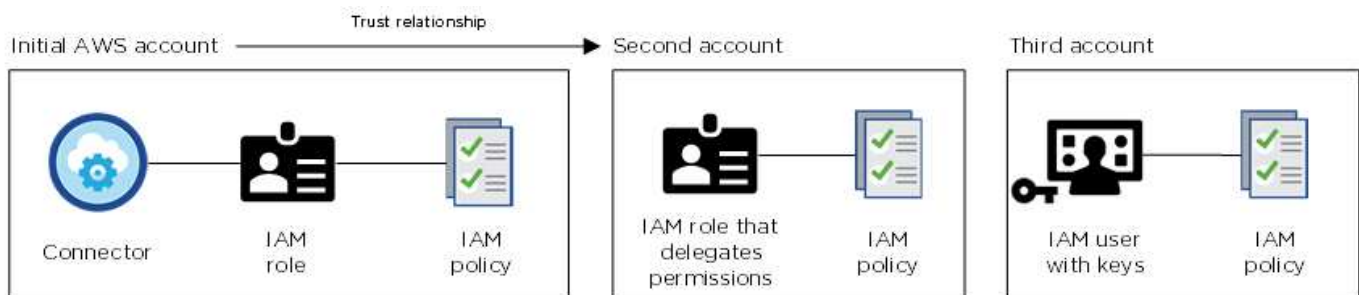 Trust relationship
Initial AWS account
Second account
Third account
Connector
IAM
role
IAM
policy
IAM role that
delegates
permissions
IAM
policy
IAM user
with keys
IAM
policy